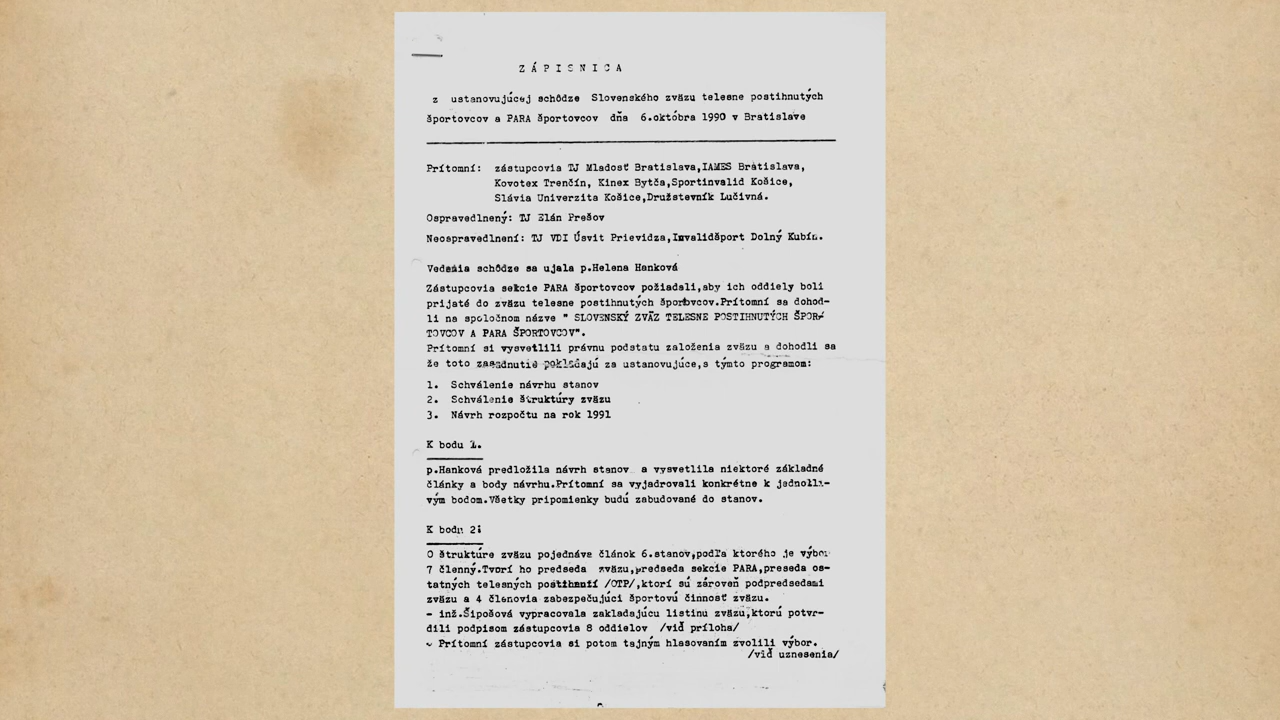 Z Á P I S N I C A
z ustanovujúcej schôdze Slovenského zväzu telesne postihnutých
športovcov a PARA športovcov dňa 6.októbra 1990 v Bratislave
Prítomní: zástupcovia TJ Mladosť Bratislava,IAMES Bratislava,
Kovotex Trenčín, Kinex Bytča,Sportinvalid Košice,
Slávia Univerzita Košice,Družstevník Lučivná.
Ospravedlnený: TJ Elán Prešov
Neospravedlnení: TJ VDI Úsvit Prievidza,Invalidšport Dolný Kubín.
Vedenia schôdze sa ujala p.Helena Hanková
Zástupcovia sekcie PARA športovcov požiadali,aby ich oddiely boli
prijaté do zväzu telesne postihnutých športovcov.Prítomní sa dohod-
li na spoločnom názve " SLOVENSKÝ ZVÄZ TELESNE POSTIHNUTÝCH ŠPOR-
TOVCOV A PARA ŠPORTOVCOV".
Prítomní si vysvetlili právnu podstatu založenia zväzu a dohodli sa
že toto zasadnutie pokladajú za ustanovujúce,s týmto programom:
1. Schválenie návrhu stanov
2. Schválenie štruktúry zväzu
3. Návrh rozpočtu na rok 1991
K bodu 1.
p.Hanková predložila návrh stanov a vysvetlila niektoré základné
články a body návrhu.Prítomní sa vyjadrovali konkrétne k jednotli-
vým bodom.Všetky pripomienky budú zabudované do stanov.
K bodu 2:
O štruktúre zväzu pojednáva článok 6.stanov,podľa ktorého je výbor
7 členný.Tvorí ho predseda zväzu,predseda sekcie PARA,preseda os-
tatných telesných postihnutí /OTP/,ktorí sú zároveň podpredsedami
zväzu a 4 členovia zabezpečujúci športovú činnosť zväzu.
- inž.Šipošová vypracovala zakladajúcu listinu zväzu,ktorú potvr-
dili podpisom zástupcovia 8 oddielov /viď príloha/
- Prítomní zástupcovia si potom tajným hlasovaním zvolili výbor.
/viď uznesenia/